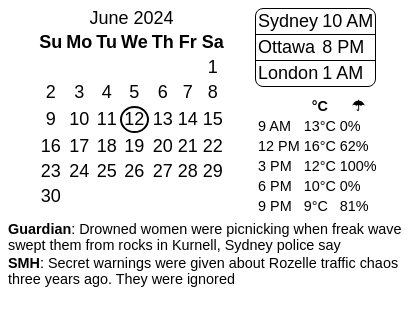 June 2024
Su Mo Tu We Th Fr Sa
1
2 3 4 5 6 7 8
9 10 11 12 13 14 15
16 17 18 19 20 21 22
23 24 25 26 27 28 29
30
Sydney 10 AM
Ottawa 8 PM
London 1 AM
°C ☂
9 AM 13°C 0%
12 PM 16°C 62%
3 PM 12°C 100%
6 PM 10°C 0%
9 PM 9°C 81%
Guardian: Drowned women were picnicking when freak wave
swept them from rocks in Kurnell, Sydney police say
SMH: Secret warnings were given about Rozelle traffic chaos
three years ago. They were ignored